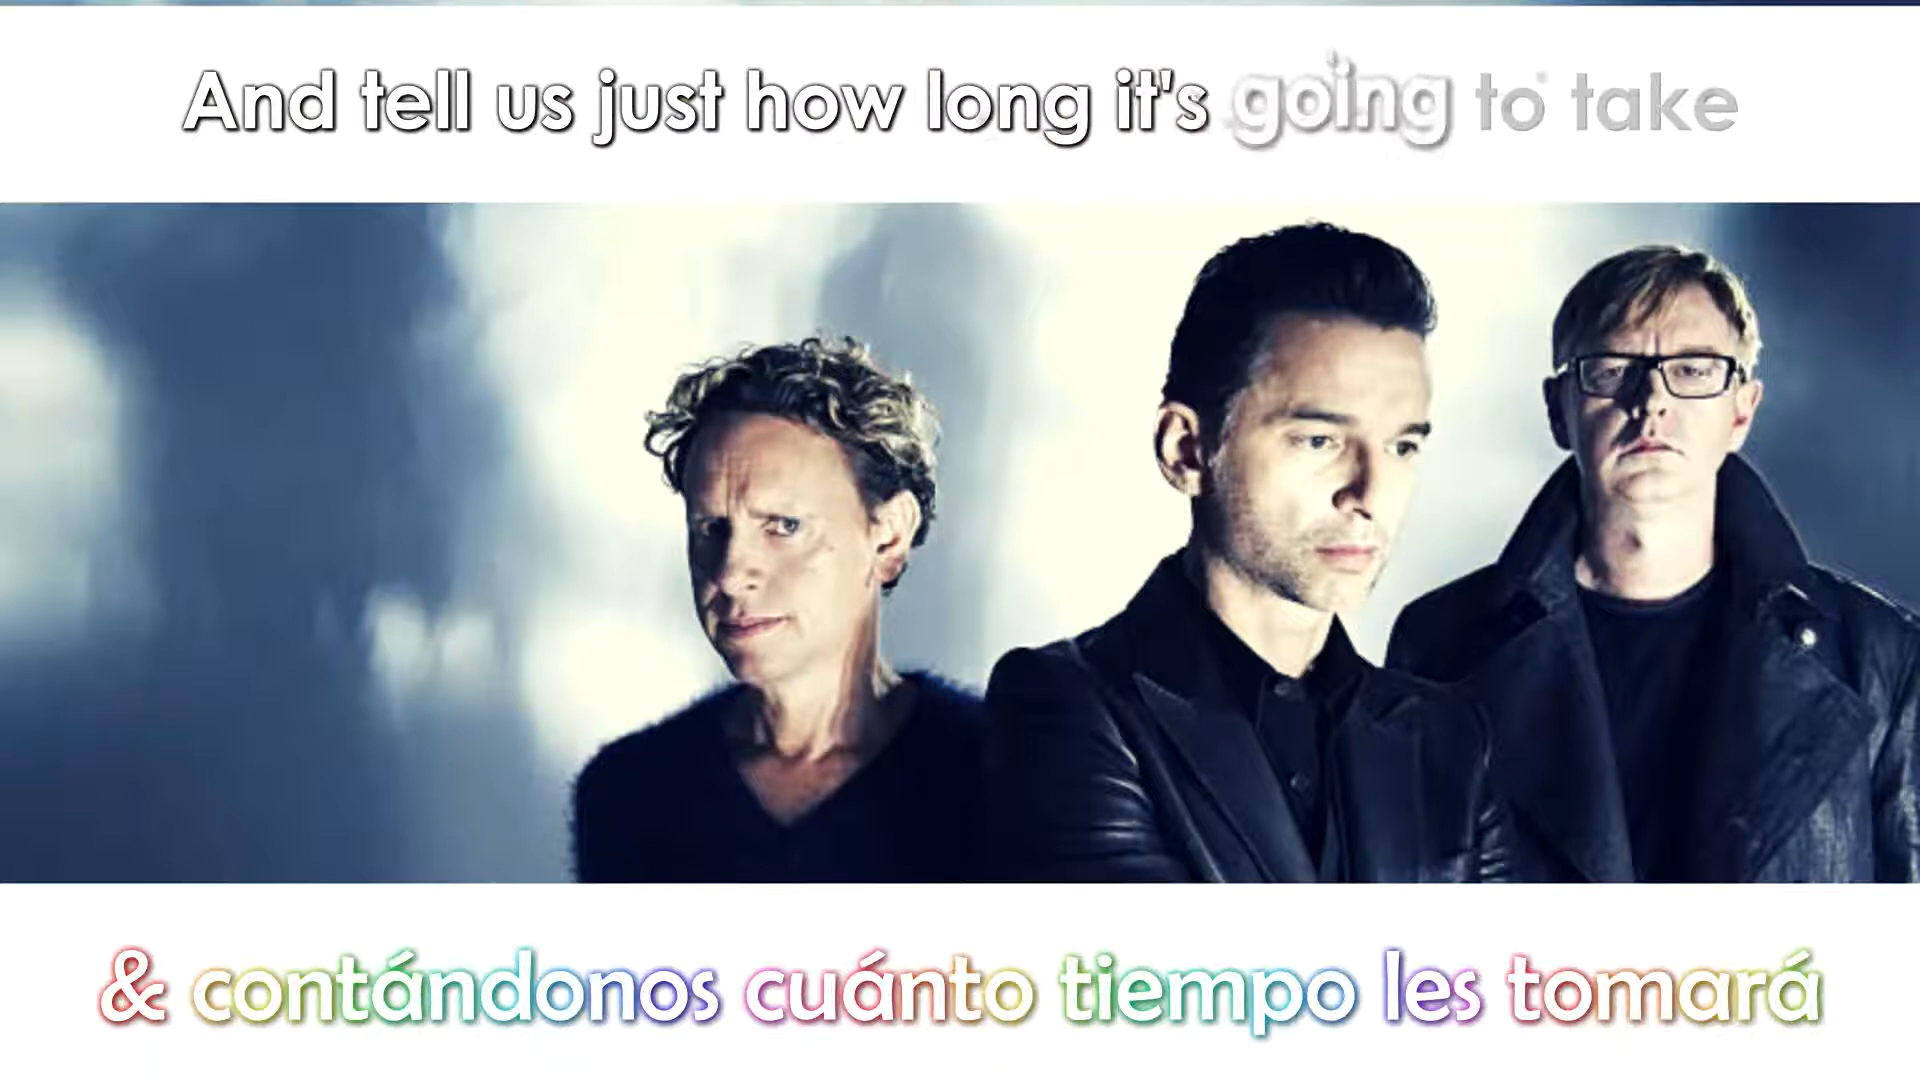 And tell us just how long it's going to take
& contándonos cuánto tiempo les tomará